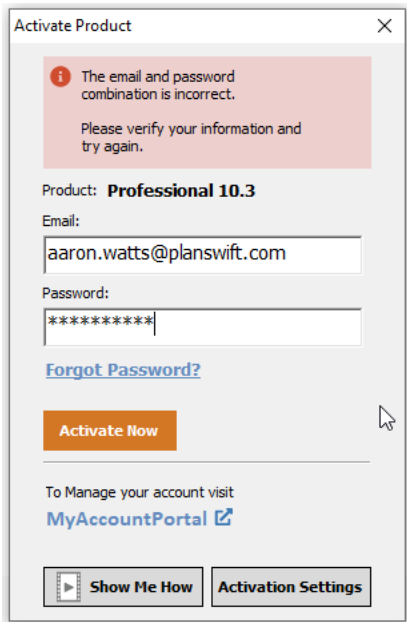 Activate Product
The email and password
combination is incorrect.
Please verify your information and
try again.
Product: Professional 10.3
Email:
aaron.watts@planswift.com
Password:
**********
Forgot Password?
Activate Now
To Manage your account visit
MyAccountPortal
Show Me How
Activation Settings